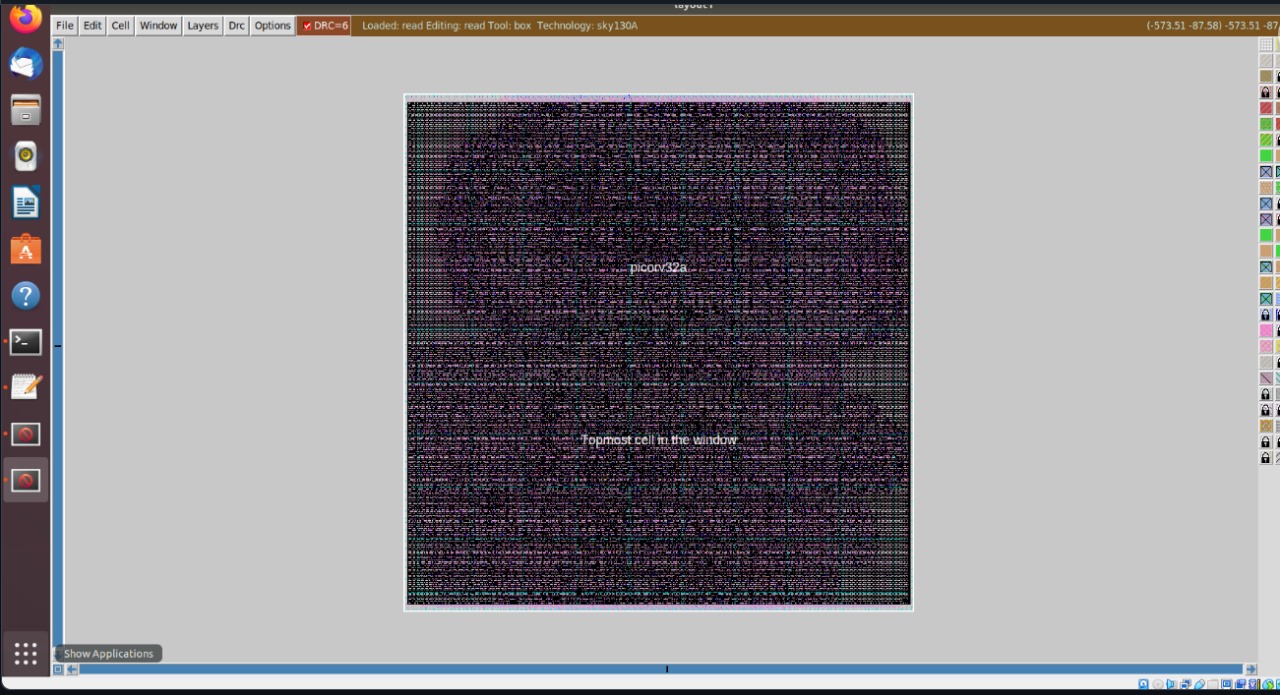 layout1
File Edit Cell Window Layers Drc Options DRC=6 Loaded: read Editing: read Tool: box Technology: sky130A (-573.51 -87.58) -573.51 -87
picorv32a
Topmost cell in the window
Show Applications